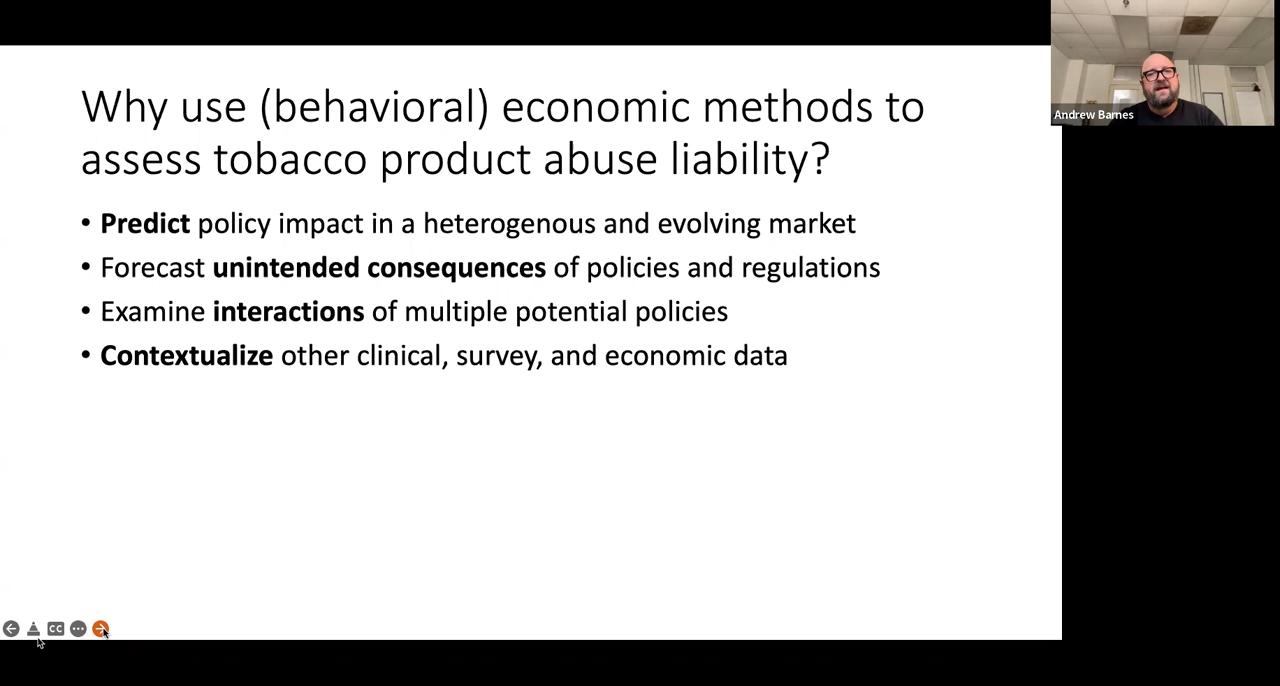 Why use (behavioral) economic methods to
assess tobacco product abuse liability?
• Predict policy impact in a heterogenous and evolving market
• Forecast unintended consequences of policies and regulations
• Examine interactions of multiple potential policies
• Contextualize other clinical, survey, and economic data
Andrew Barnes
CC